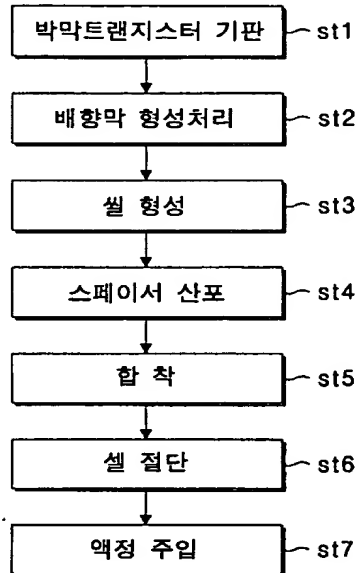 박막트랜지스터 기판 st1
배향막 형성처리 st2
씰 형성 st3
스페이서 산포 st4
합 착 st5
셀 절단 st6
액정 주입 st7